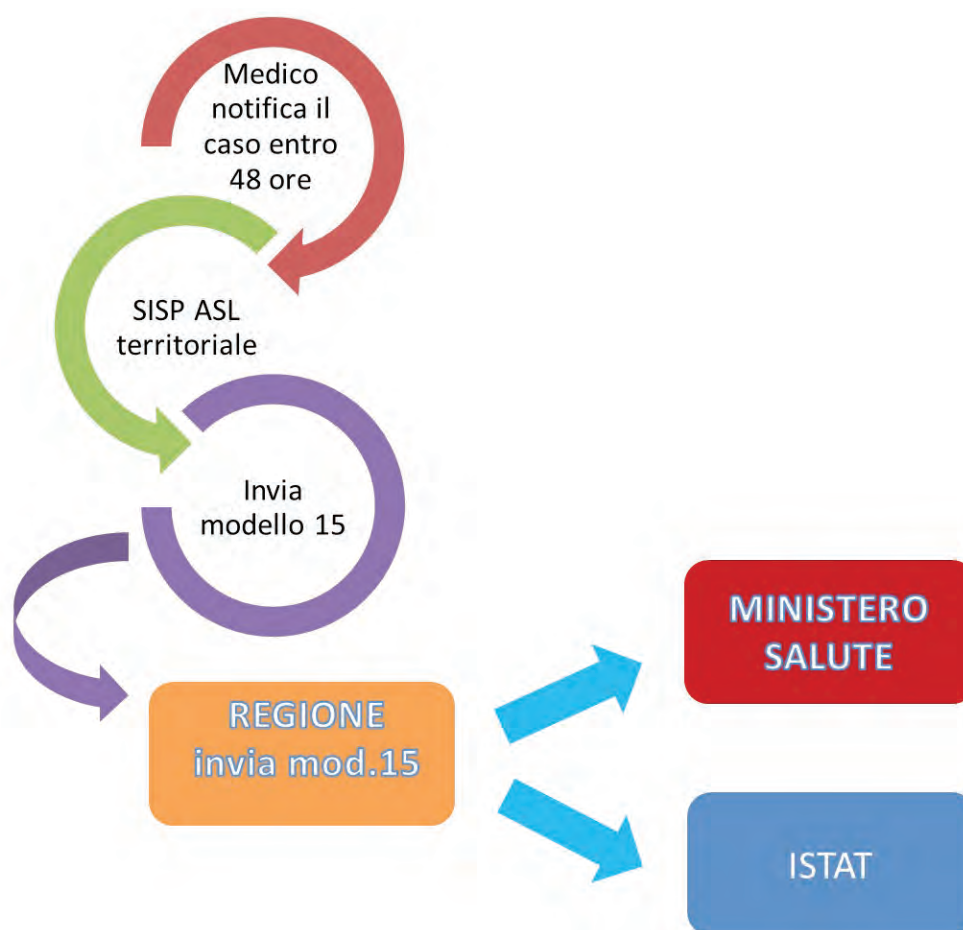 Medico
notifica il
caso entro
48 ore
SISP ASL
territoriale
Invia
modello 15
REGIONE
invia mod.15
MINISTERO
SALUTE
ISTAT